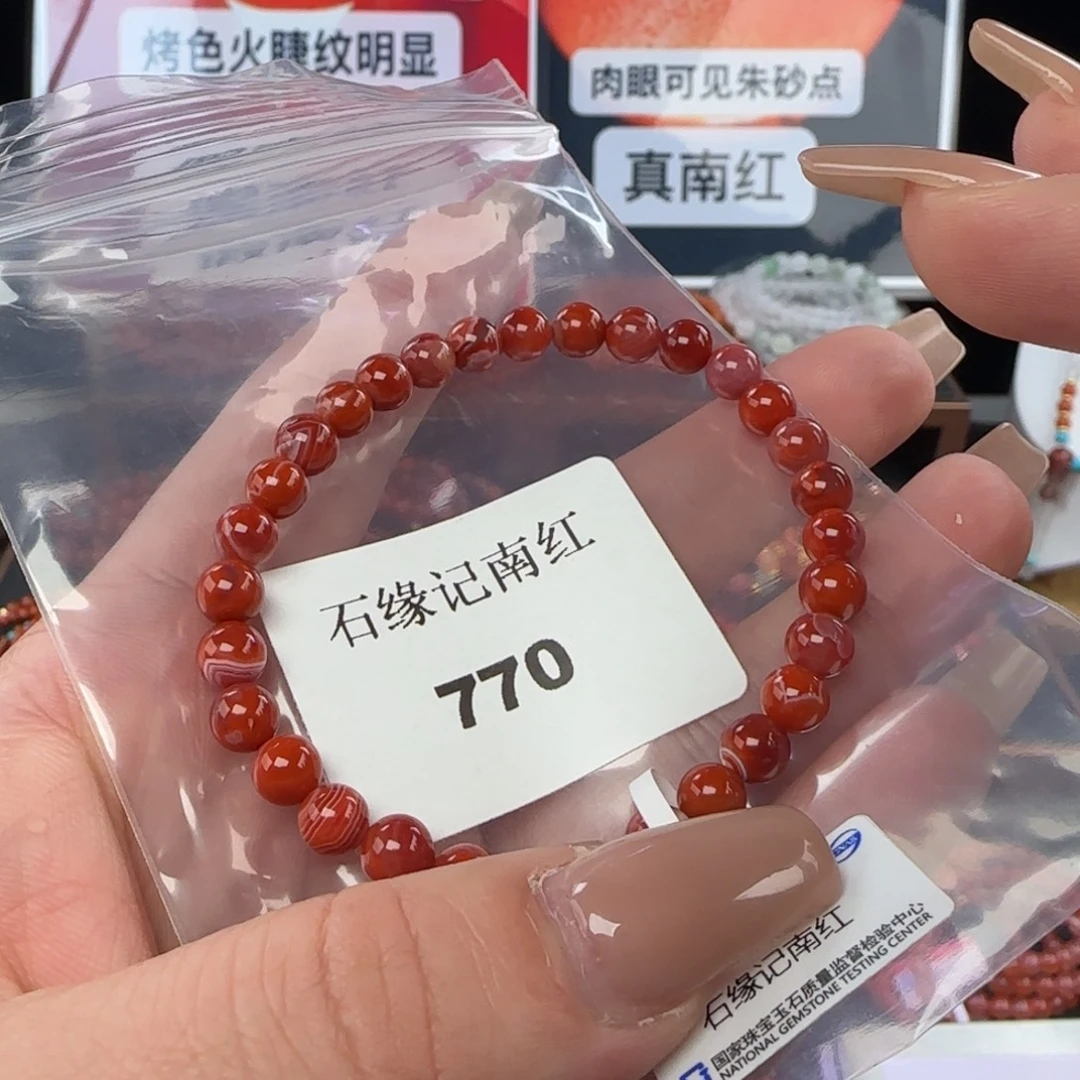 烤色火睫纹明显
肉眼可见朱砂点
真南红
石缘记南红
770
石缘记南红
国家珠宝玉石质量监督检验中心
NATIONAL GEMSTONE TESTING CENTER